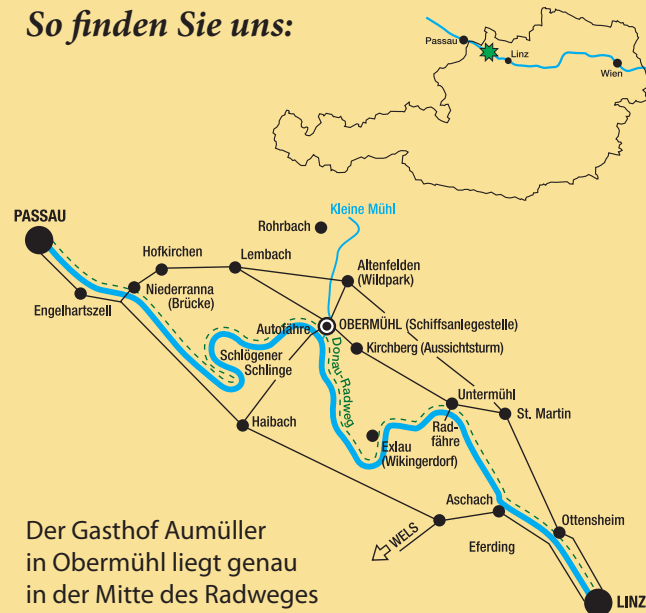 So finden Sie uns:
Passau
Linz
Wien
PASSAU
Kleine Mühl
Rohrbach
Hofkirchen
Lembach
Altenfelden
(Wildpark)
Niederranna
(Brücke)
Engelhartszell
Autofähre
OBERMÜHL (Schiffsanlegestelle)
Schlögener
Schlinge
Donau-Radweg
Kirchberg (Aussichtsturm)
Untermühl
St. Martin
Rad-
fähre
Haibach
Exlau
(Wikingerdorf)
Aschach
Ottensheim
WELS
Eferding
LINZ
Der Gasthof Aumüller
in Obermühl liegt genau
in der Mitte des Radweges